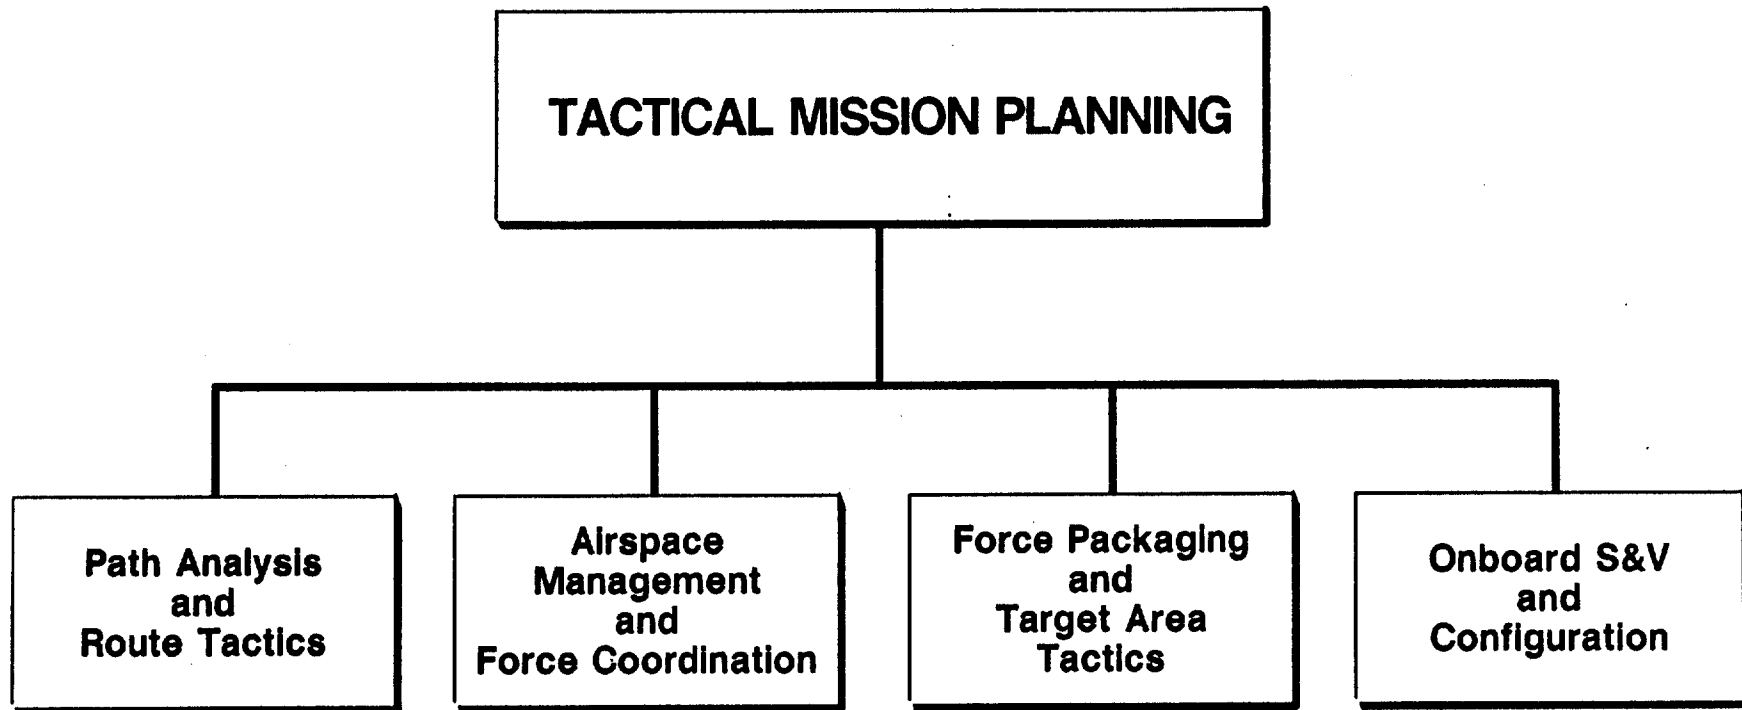 TACTICAL MISSION PLANNING
Path Analysis
and
Route Tactics
Airspace
Management
and
Force Coordination
Force Packaging
and
Target Area
Tactics
Onboard S&V
and
Configuration